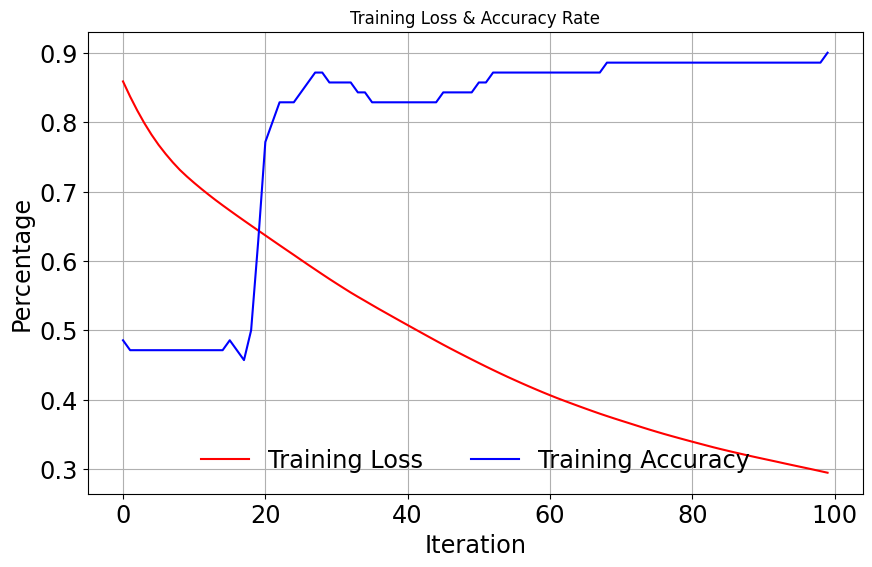 Training Loss & Accuracy Rate
Percentage
0.9
0.8
0.7
0.6
0.5
0.4
0.3
Training Loss
Training Accuracy
0
20
40
60
80
100
Iteration